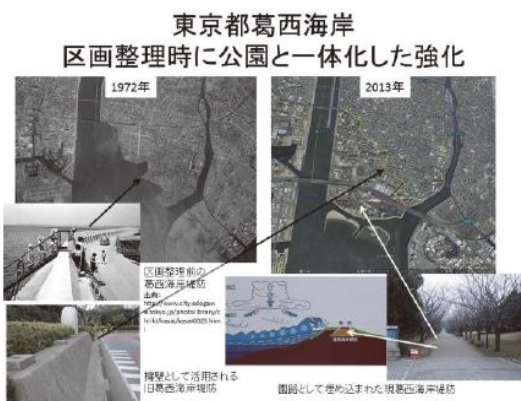 東京都葛西海岸
区画整理時に公園と一体化した強化
1972年
2013年
区画整理前の
葛西海岸堤防
出典:
擁壁として活用される
旧葛西海岸堤防
園路として埋め込まれた現葛西海岸堤防